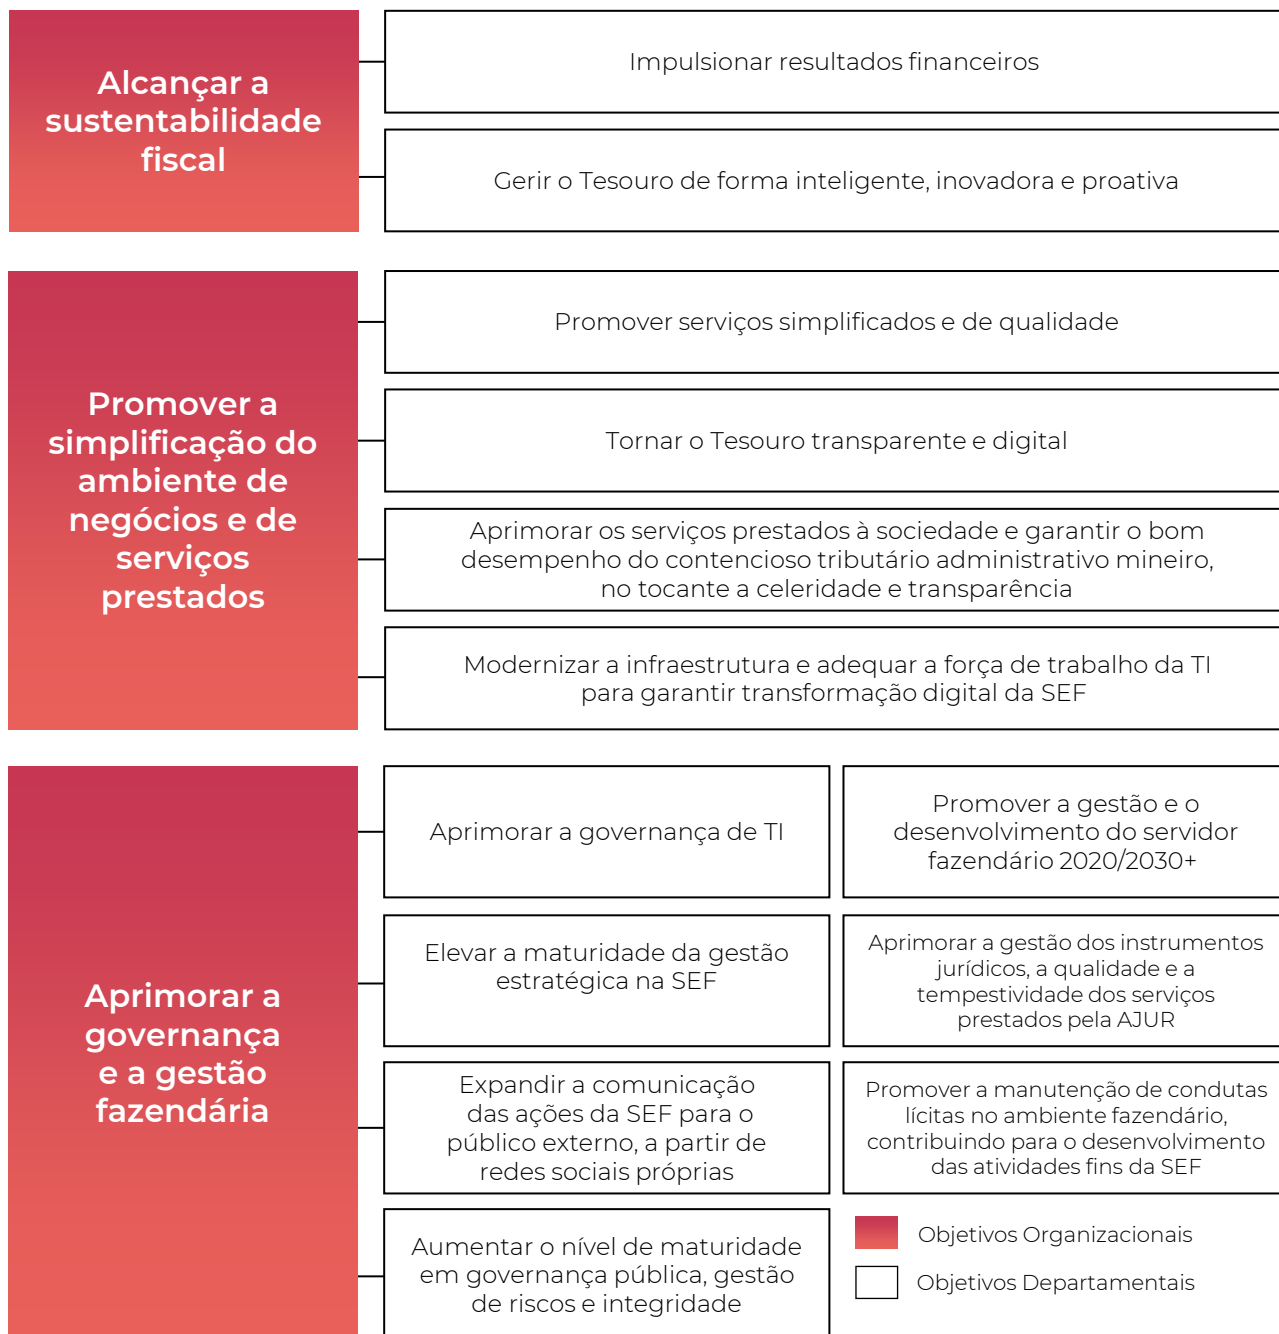 Alcançar a
sustentabilidade
fiscal
Impulsionar resultados financeiros
Gerir o Tesouro de forma inteligente, inovadora e proativa
Promover a
simplificação do
ambiente de
negócios e de
serviços
prestados
Promover serviços simplificados e de qualidade
Tornar o Tesouro transparente e digital
Aprimorar os serviços prestados à sociedade e garantir o bom
desempenho do contencioso tributário administrativo mineiro,
no tocante a celeridade e transparência
Modernizar a infraestrutura e adequar a força de trabalho da TI
para garantir transformação digital da SEF
Aprimorar a
governança
e a gestão
fazendária
Aprimorar a governança de TI
Promover a gestão e o
desenvolvimento do servidor
fazendário 2020/2030+
Elevar a maturidade da gestão
estratégica na SEF
Aprimorar a gestão dos instrumentos
jurídicos, a qualidade e a
tempestividade dos serviços
prestados pela AJUR
Expandir a comunicação
das ações da SEF para o
público externo, a partir de
redes sociais próprias
Promover a manutenção de condutas
lícitas no ambiente fazendário,
contribuindo para o desenvolvimento
das atividades fins da SEF
Aumentar o nível de maturidade
em governança pública, gestão
de riscos e integridade
Objetivos Organizacionais
Objetivos Departamentais